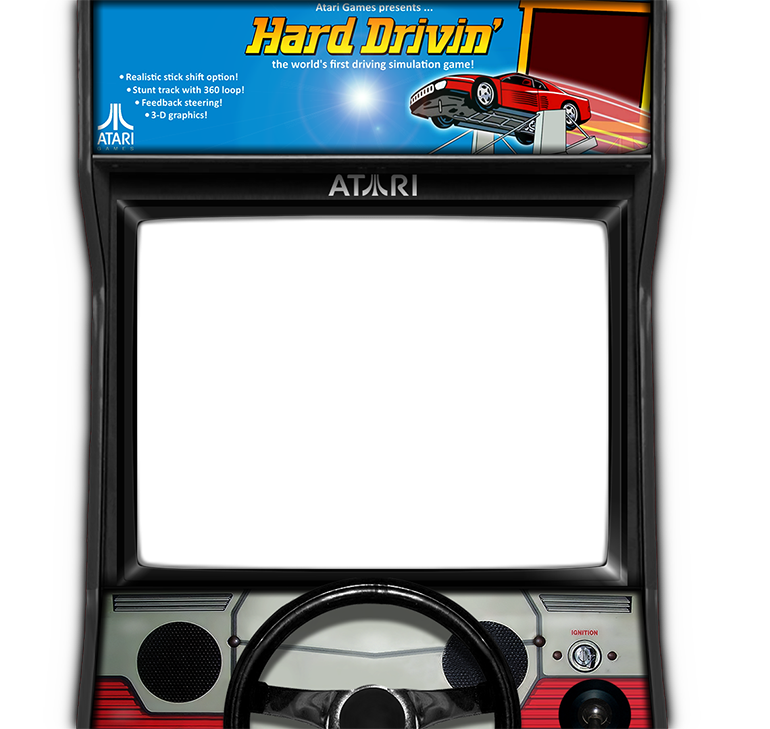 Atari Games presents ...
Hard Drivin'
the world's first driving simulation game!
• Realistic stick shift option!
• Stunt track with 360 loop!
• Feedback steering!
• 3-D graphics!
ATARI
GAMES
ATARI
IGNITION